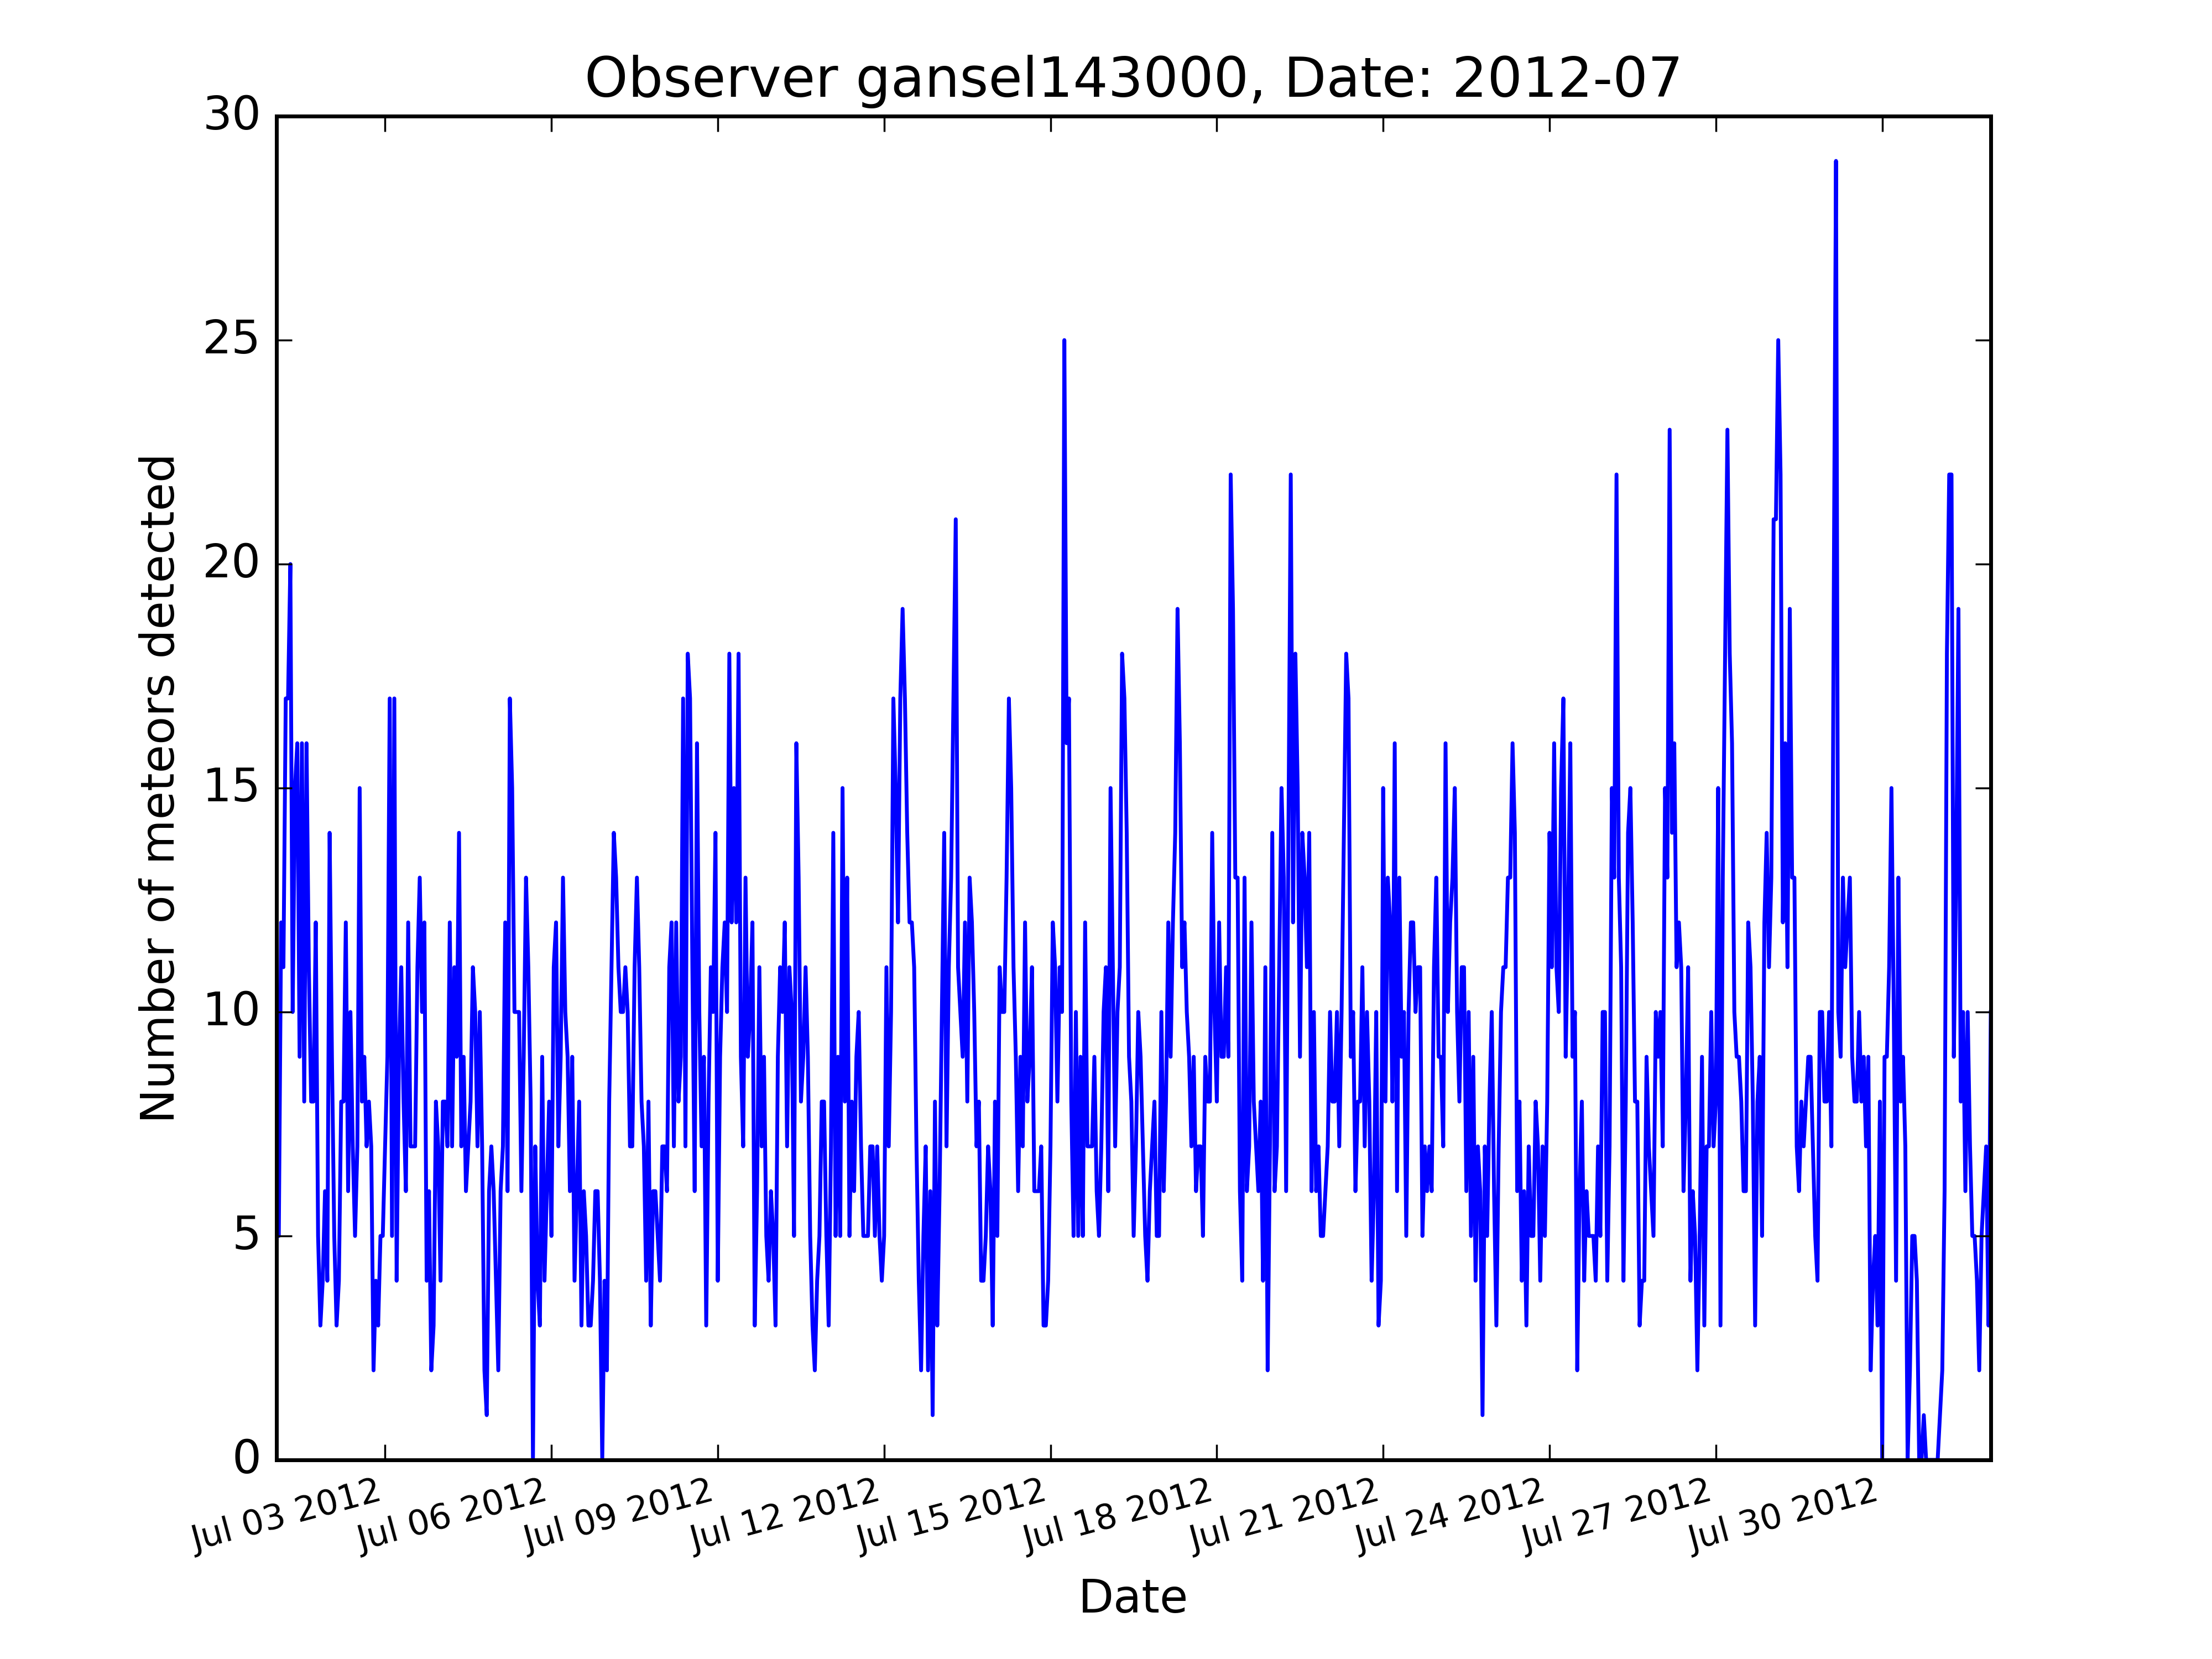 Observer gansel143000, Date: 2012-07
Number of meteors detected
30
25
20
15
10
5
0
Jul 03 2012
Jul 06 2012
Jul 09 2012
Jul 12 2012
Jul 15 2012
Jul 18 2012
Jul 21 2012
Jul 24 2012
Jul 27 2012
Jul 30 2012
Date